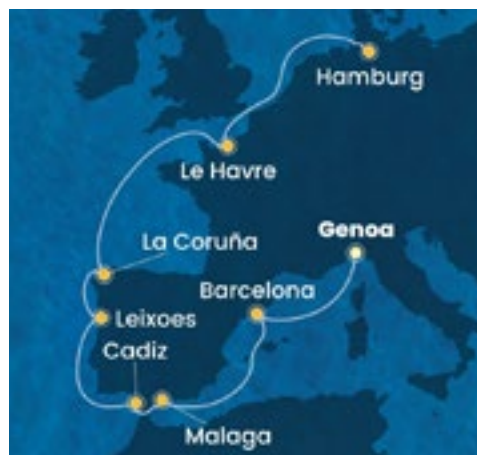 Hamburg
Le Havre
La Coruña
Genoa
Barcelona
Leixoes
Cadiz
Malaga